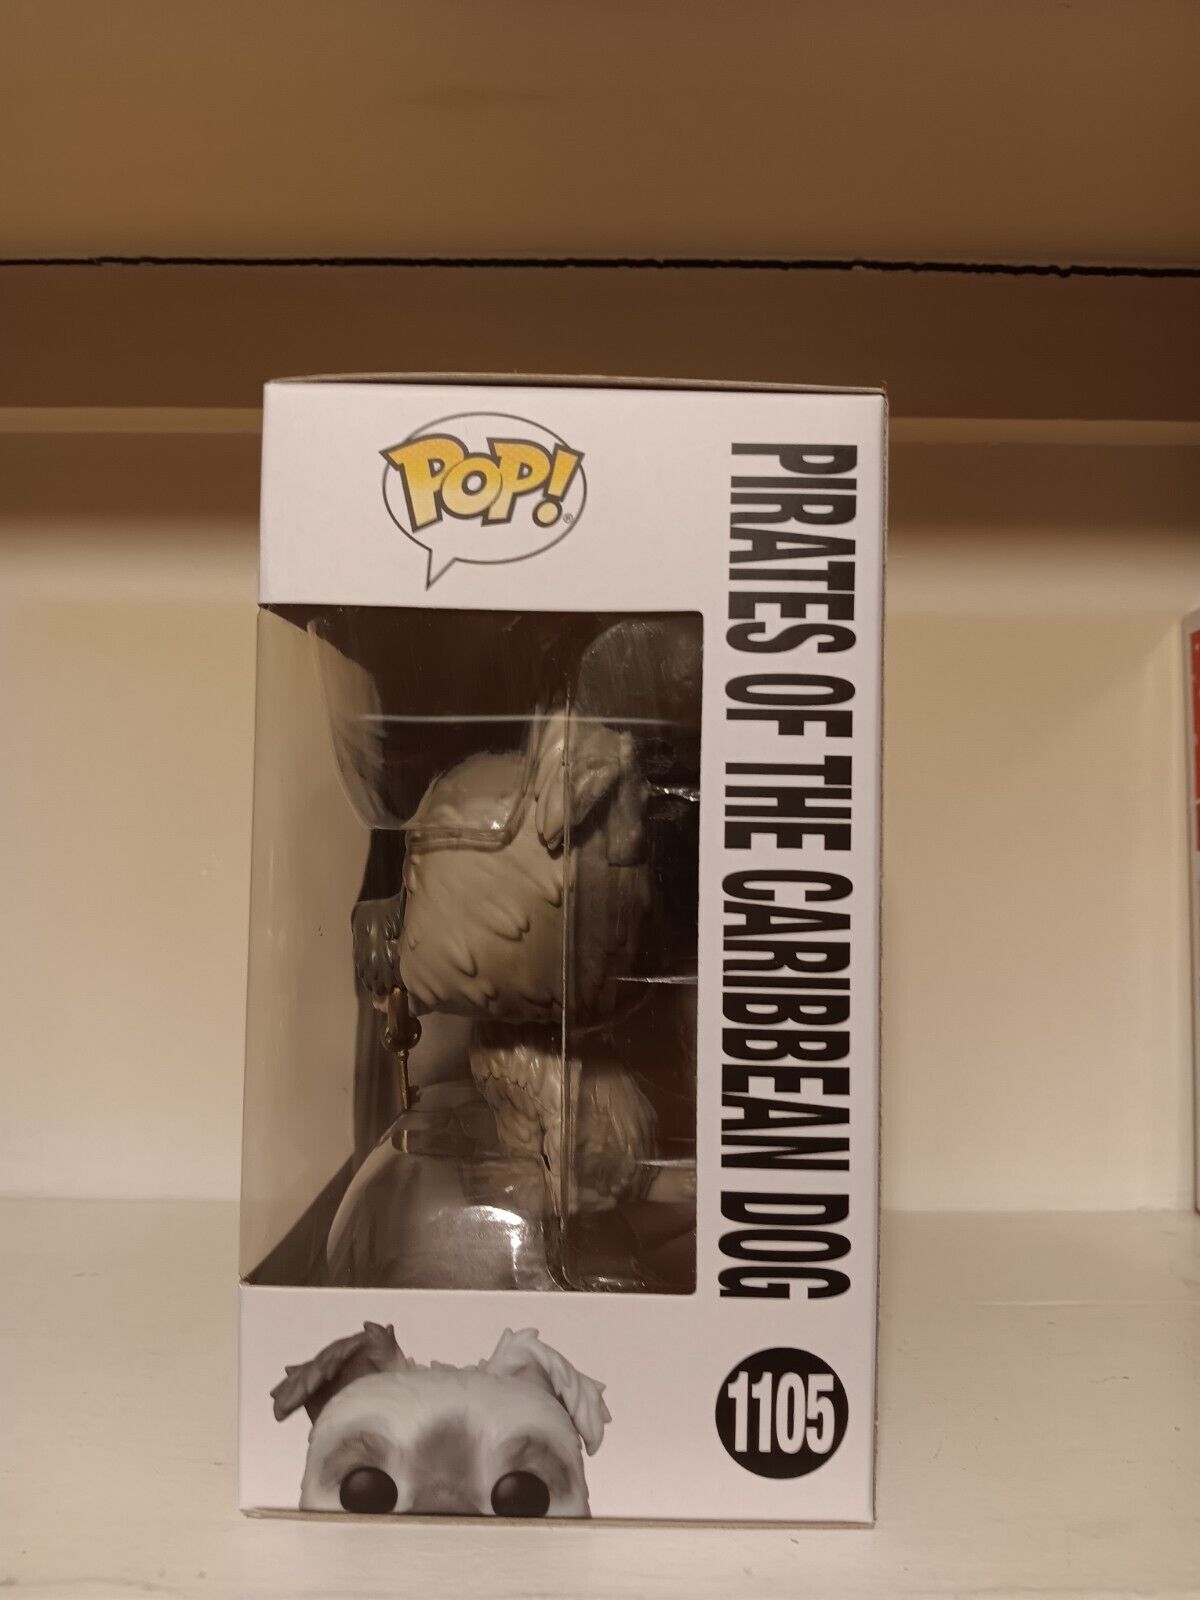 POP!
®
PIRATES OF THE CARIBBEAN DOG
1105